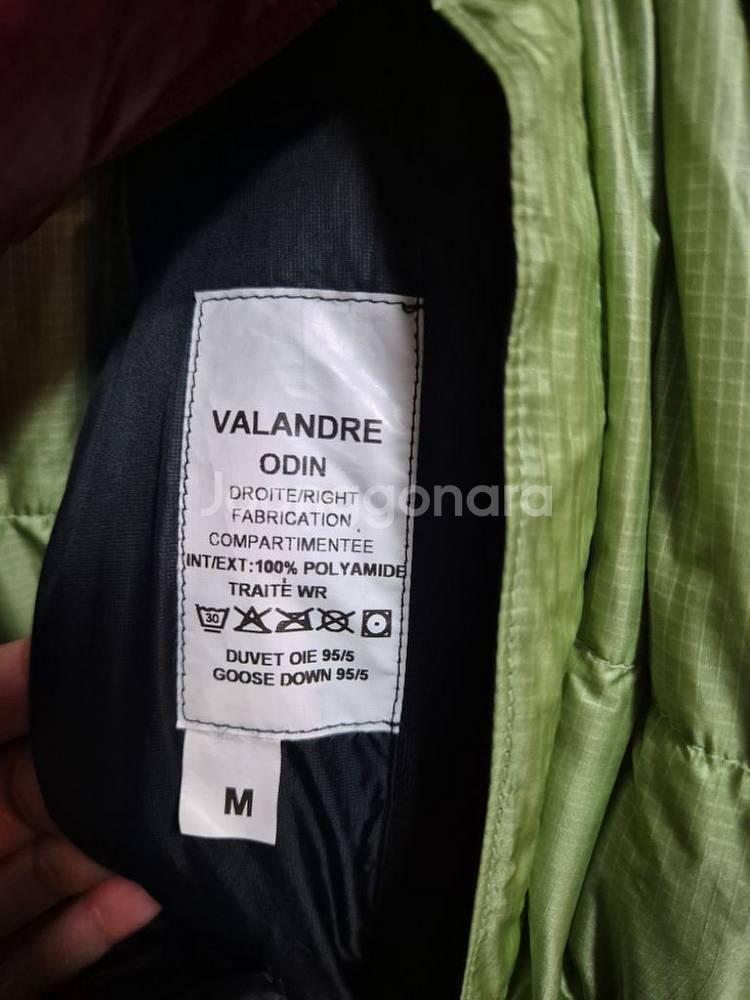 VALANDRE
ODIN
DROITE/RIGHT
FABRICATION
COMPARTIMENTEE
INT/EXT:100% POLYAMIDE
TRAITÈ WR
30
DUVET OIE 95/5
GOOSE DOWN 95/5
M